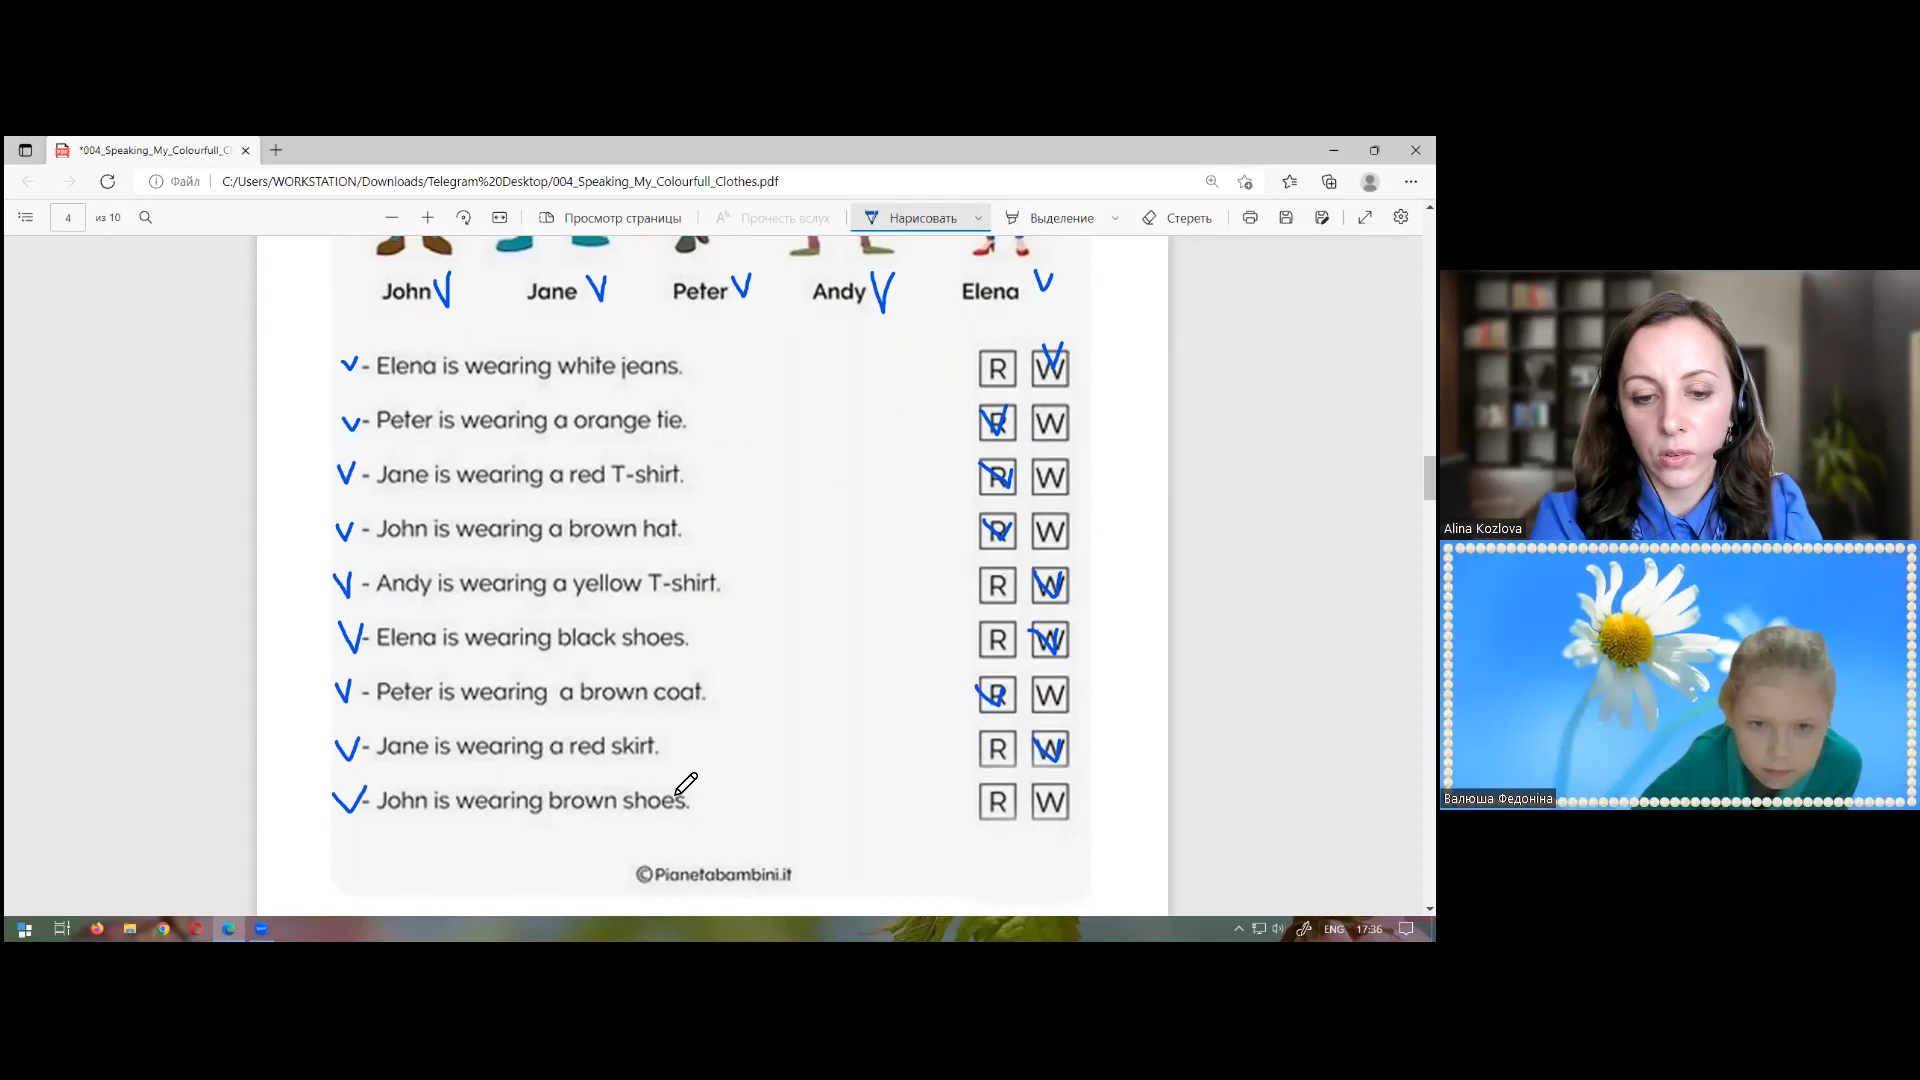 *004_Speaking_My_Colourfull_C
Файл
C:/Users/WORKSTATION/Downloads/Telegram%20Desktop/004_Speaking_My_Colourfull_Clothes.pdf
4 из 10
Просмотр страницы
Прочесть вслух
Нарисовать
Выделение
Стереть
John Jane Peter Andy Elena
- Elena is wearing white jeans. R W
- Peter is wearing a orange tie. R W
- Jane is wearing a red T-shirt. R W
- John is wearing a brown hat. R W
- Andy is wearing a yellow T-shirt. R W
- Elena is wearing black shoes. R W
- Peter is wearing a brown coat. R W
- Jane is wearing a red skirt. R W
- John is wearing brown shoes. R W
©Pianetabambini.it
ENG 17:36
Alina Kozlova
Валюша Федоніна